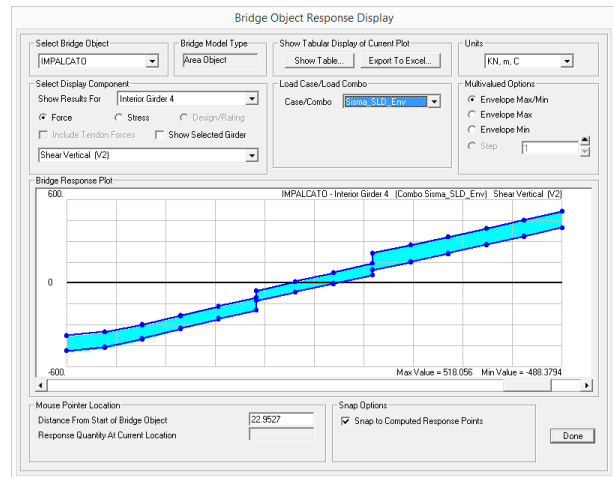 Bridge Object Response Display
Select Bridge Object
IMPALCATO
Bridge Model Type
Area Object
Show Tabular Display of Current Plot
Show Table...
Export To Excel...
Units
KN, m, C
Select Display Component
Show Results For
Interior Girder 4
Force
Stress
Design/Rating
Include Tendon Forces
Show Selected Girder
Shear Vertical (V2)
Load Case/Load Combo
Case/Combo
Sisma_SLD_Env
Multivalued Options
Envelope Max/Min
Envelope Max
Envelope Min
Step
1
Bridge Response Plot
600.
IMPALCATO - Interior Girder 4 (Combo Sisma_SLD_Env) Shear Vertical (V2)
0
-600.
Max Value = 518.056 Min Value = -488.3794
Mouse Pointer Location
Distance From Start of Bridge Object
22.9527
Response Quantity At Current Location
Snap Options
Snap to Computed Response Points
Done